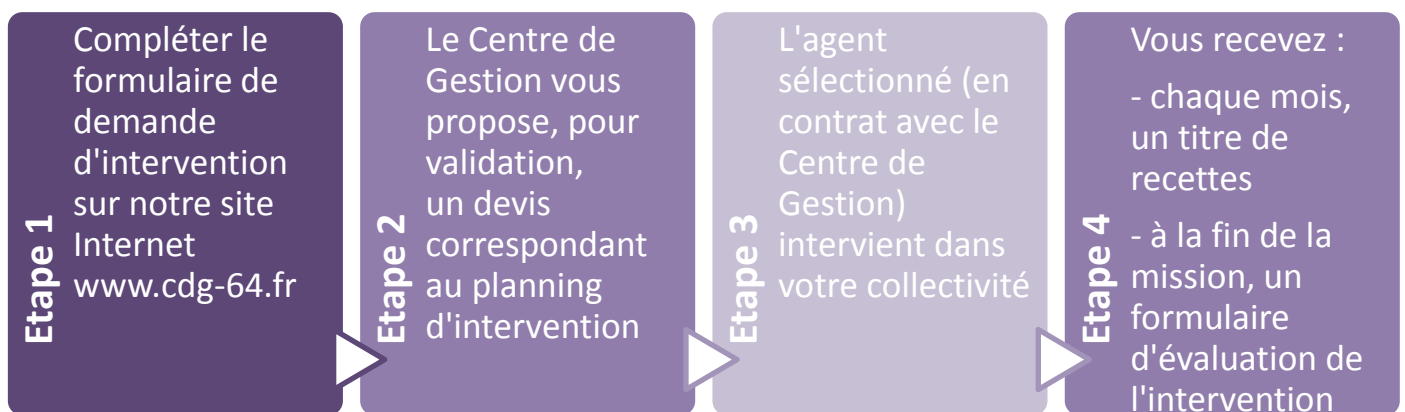 Etape 1
Compléter le
formulaire de
demande
d'intervention
sur notre site
Internet
www.cdg-64.fr
Etape 2
Le Centre de
Gestion vous
propose, pour
validation,
un devis
correspondant
au planning
d'intervention
Etape 3
L'agent
sélectionné (en
contrat avec le
Centre de
Gestion)
intervient dans
votre collectivité
Etape 4
Vous recevez :
- chaque mois,
un titre de
recettes
- à la fin de la
mission, un
formulaire
d'évaluation de
l'intervention